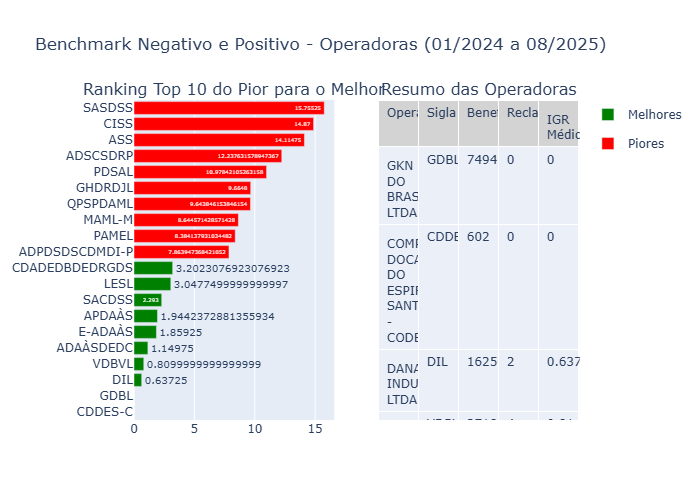 Benchmark Negativo e Positivo - Operadoras (01/2024 a 08/2025)
Ranking Top 10 do Pior para o Melhor
Resumo das Operadoras
SASDSS 15.75525
CISS 14.87
ASS 14.11475
ADSCSDRP 12.237631578947367
PDSAL 10.97842105263158
GHDRDJL 9.6640
QPSPDAML 9.643846153846154
MAML-M 8.644571428571428
PAMEL 8.384137931034482
ADPDSDSCDMDI-P 7.863947368421052
CDADEDBDEDRGDS 3.2023076923076923
LESL 3.0477499999999997
SACDSS 2.293
APDAÀS 1.9442372881355934
E-ADAÀS 1.85925
ADAÀSDEDC 1.14975
VDBVL 0.8099999999999999
DIL 0.63725
GDBL
CDDES-C
0 5 10 15
Opera Sigla Bene Recla IGR
Médic
GKN GDBL 7494 0 0
DO
BRAS
LTDA
COMP CDDE 602 0 0
DOCA
DO
ESPIF
SANT
-
CODE
DANA DIL 1625 2 0.637
INDU
LTDA
Melhores
Piores